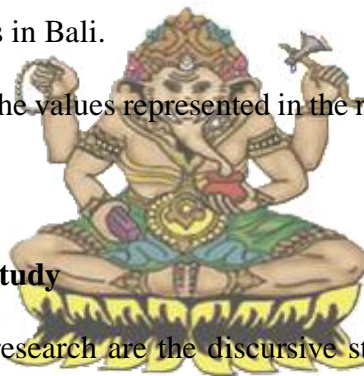 s in Bali.
he values represented in the r
tudy
research are the discursive st